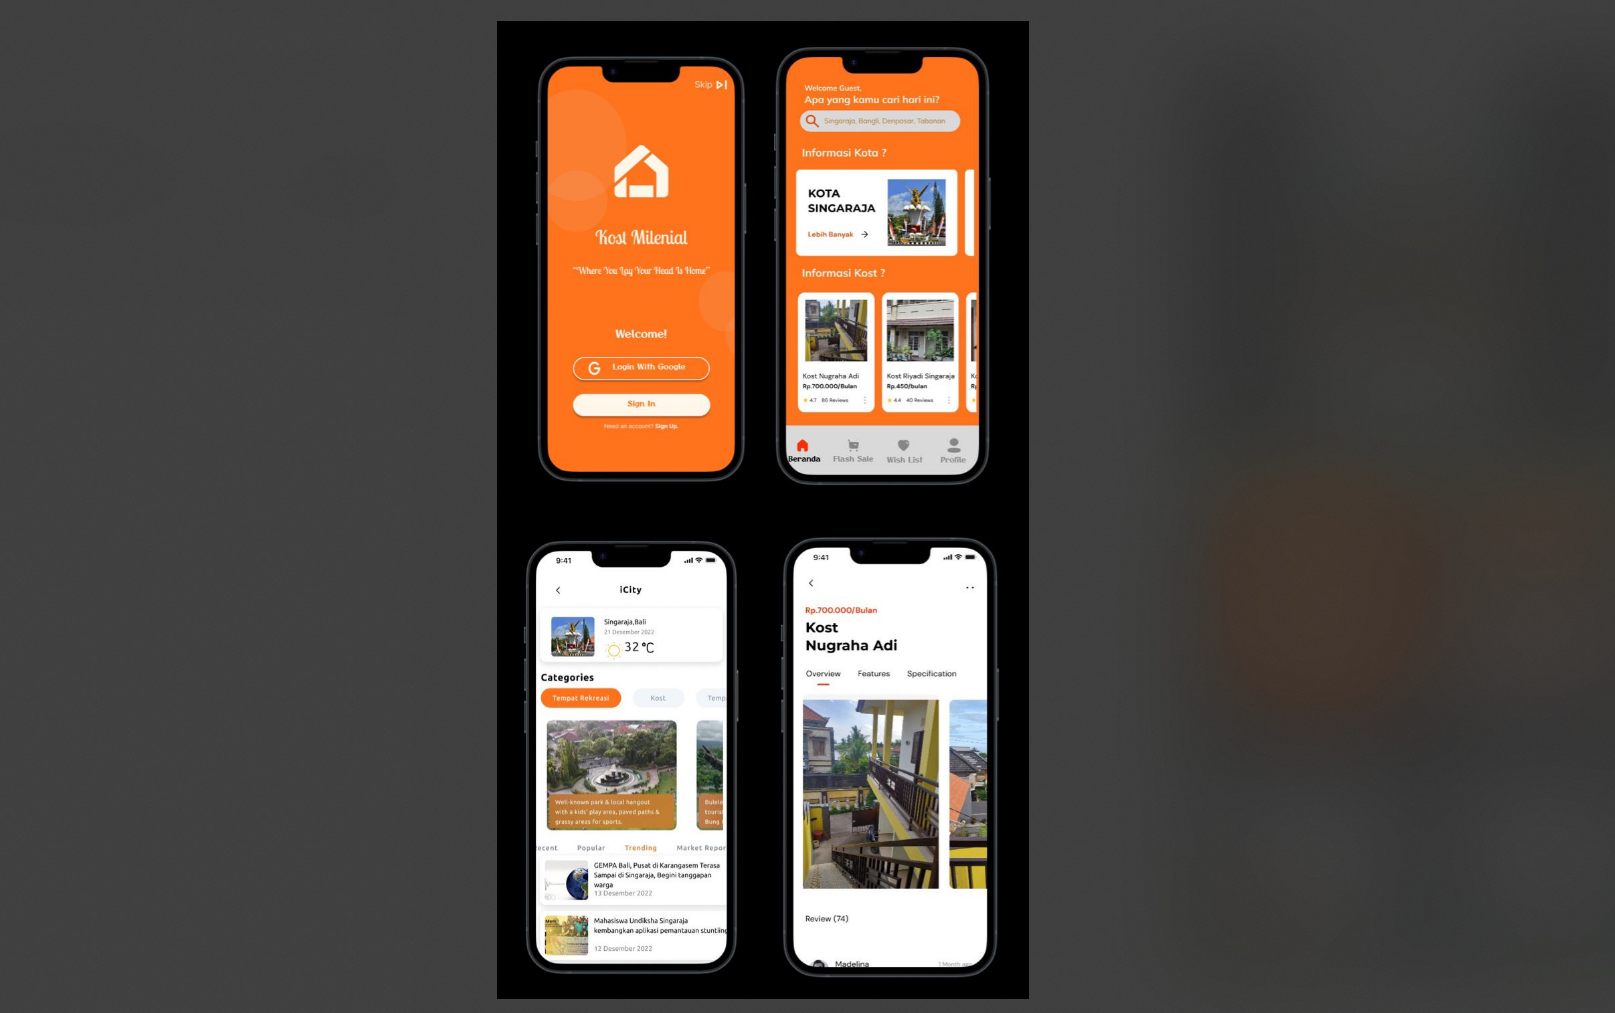 Skip
Kost Milenial
"Where You Lay Your Head Is Home"
Welcome!
Login With Google
Sign In
Need an account? Sign Up.
Welcome Guest,
Apa yang kamu cari hari ini?
Singaraja, Bangli, Denpasar, Tabanan
Informasi Kota ?
KOTA
SINGARAJA
Lebih Banyak
Informasi Kost ?
Kost Nugraha Adi
Rp.700.000/Bulan
4.7 86 Reviews
Kost Riyadi Singaraja
Rp.450/bulan
4.4 40 Reviews
Beranda
Flash Sale
Wish List
Profile
9:41
iCity
Singaraja,Bali
21 Desember 2022
32 °C
Categories
Tempat Rekreasi
Kost
Temp
Well-known park & local hangout
with a kids' play area, paved paths &
grassy areas for sports.
Bulele
touris
Bung
ecent Popular Trending Market Repor
GEMPA Bali, Pusat di Karangasem Terasa
Sampai di Singaraja, Begini tanggapan
warga
13 Desember 2022
Mahasiswa Undiksha Singaraja
kembangkan aplikasi pemantauan stunting
12 Desember 2022
9:41
Rp.700.000/Bulan
Kost
Nugraha Adi
Overview Features Specification
Review (74)
Madelina
1 Month ago